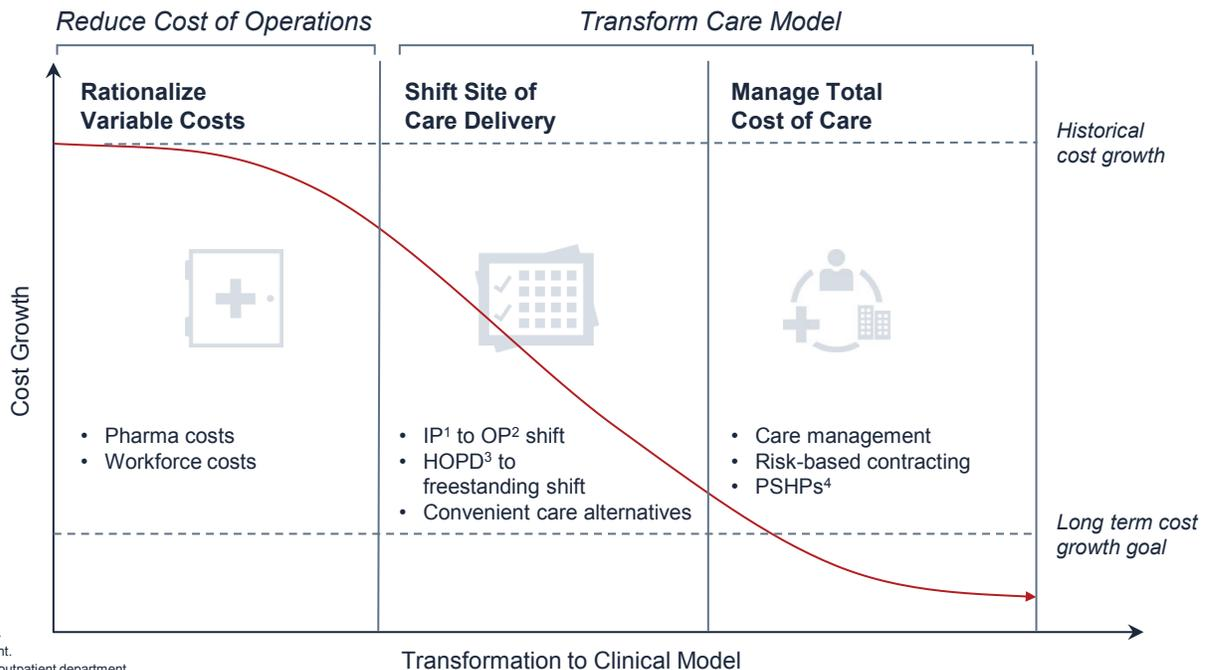 Reduce Cost of Operations
Transform Care Model
Rationalize
Variable Costs
Shift Site of
Care Delivery
Manage Total
Cost of Care
Historical
cost growth
Cost Growth
• Pharma costs
• Workforce costs
• IP¹ to OP² shift
• HOPD³ to
freestanding shift
• Convenient care alternatives
• Care management
• Risk-based contracting
• PSHPs⁴
Long term cost
growth goal
outpatient department
Transformation to Clinical Model